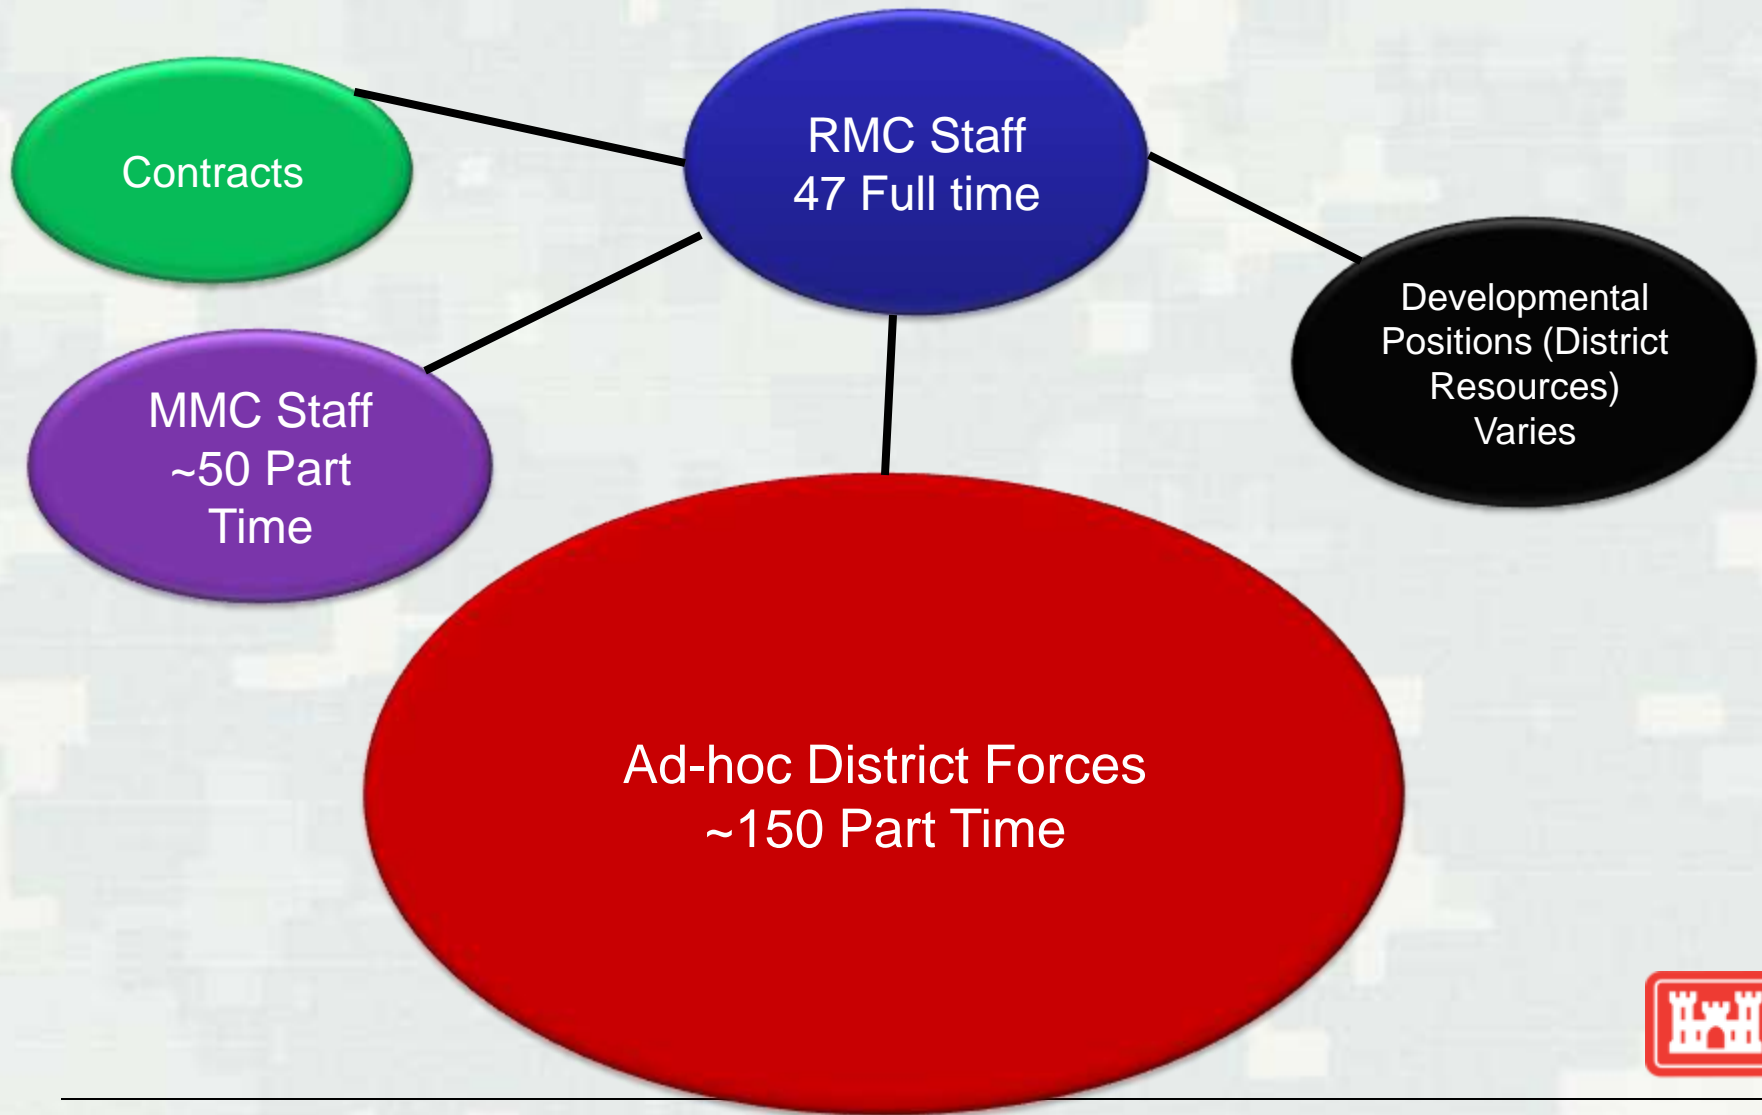 Contracts
RMC Staff
47 Full time
Developmental
Positions (District
Resources)
Varies
MMC Staff
~50 Part
Time
Ad-hoc District Forces
~150 Part Time